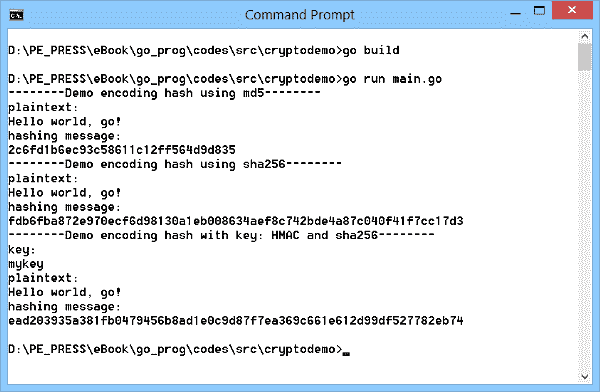 Command Prompt
D:\PE_PRESS\eBook\go_prog\codes\src\cryptodemo>go build
D:\PE_PRESS\eBook\go_prog\codes\src\cryptodemo>go run main.go
--------Demo encoding hash using md5--------
plaintext:
Hello world, go!
hashing message:
2c6fd1b6ec93c58611c12ff564d9d835
--------Demo encoding hash using sha256--------
plaintext:
Hello world, go!
hashing message:
fdb6fba872e970ecf6d98130a1eb008634aef8c742bde4a87c040f41f7cc17d3
--------Demo encoding hash with key: HMAC and sha256--------
key:
mykey
plaintext:
Hello world, go!
hashing message:
ead203935a381fb0479456b8ad1e0c9d87f7ea369c661e612d99df527782eb74
D:\PE_PRESS\eBook\go_prog\codes\src\cryptodemo>